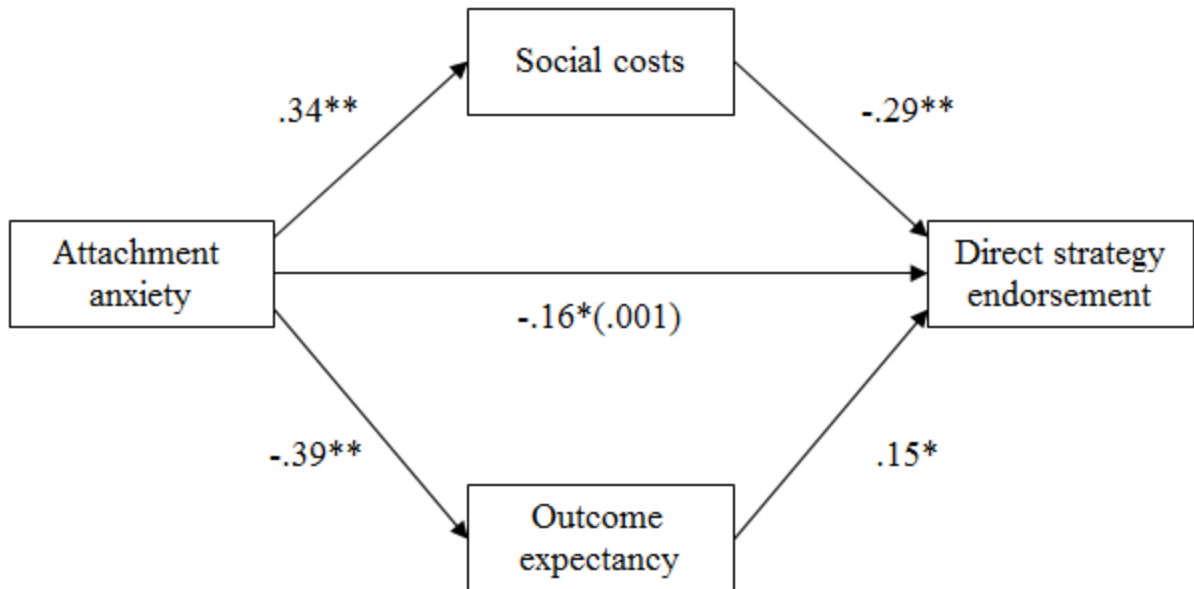 Social costs
.34**
-.29**
Attachment
anxiety
Direct strategy
endorsement
-.16*(.001)
-.39**
.15*
Outcome
expectancy